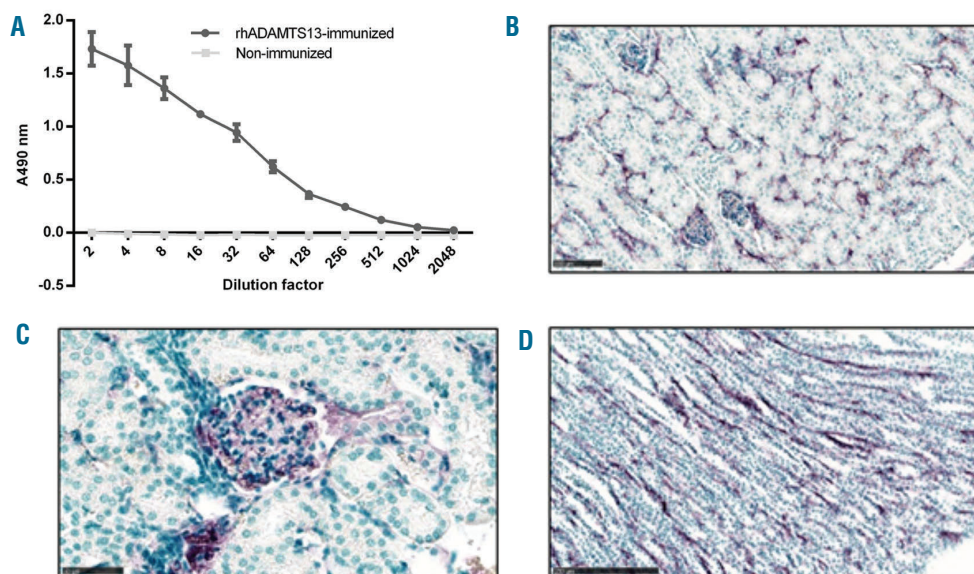 A
2.0
1.5
1.0
0.5
0.0
-0.5
A490 nm
rhADAMTS13-immunized
Non-immunized
2 4 8 16 32 64 128 256 512 1024 2048
Dilution factor
B
C
D